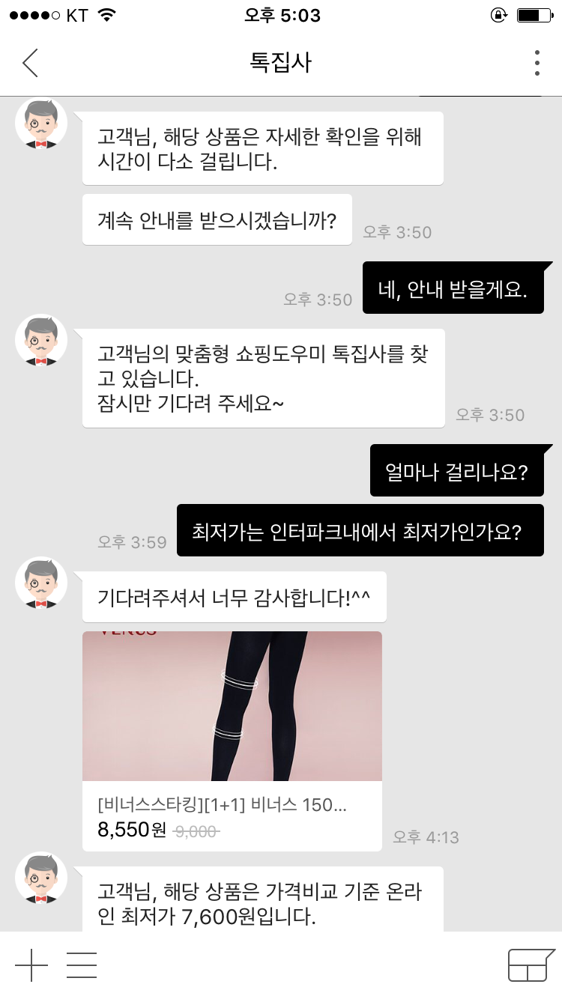 KT
오후 5:03
톡집사
고객님, 해당 상품은 자세한 확인을 위해
시간이 다소 걸립니다.
계속 안내를 받으시겠습니까?
오후 3:50
네, 안내 받을게요.
오후 3:50
고객님의 맞춤형 쇼핑도우미 톡집사를 찾
고 있습니다.
잠시만 기다려 주세요~
오후 3:50
얼마나 걸리나요?
최저가는 인터파크내에서 최저가인가요?
오후 3:59
기다려주셔서 너무 감사합니다!^^
VENUS
[비너스스타킹][1+1] 비너스 150...
8,550원 9,000
오후 4:13
고객님, 해당 상품은 가격비교 기준 온라
인 최저가 7,600원입니다.